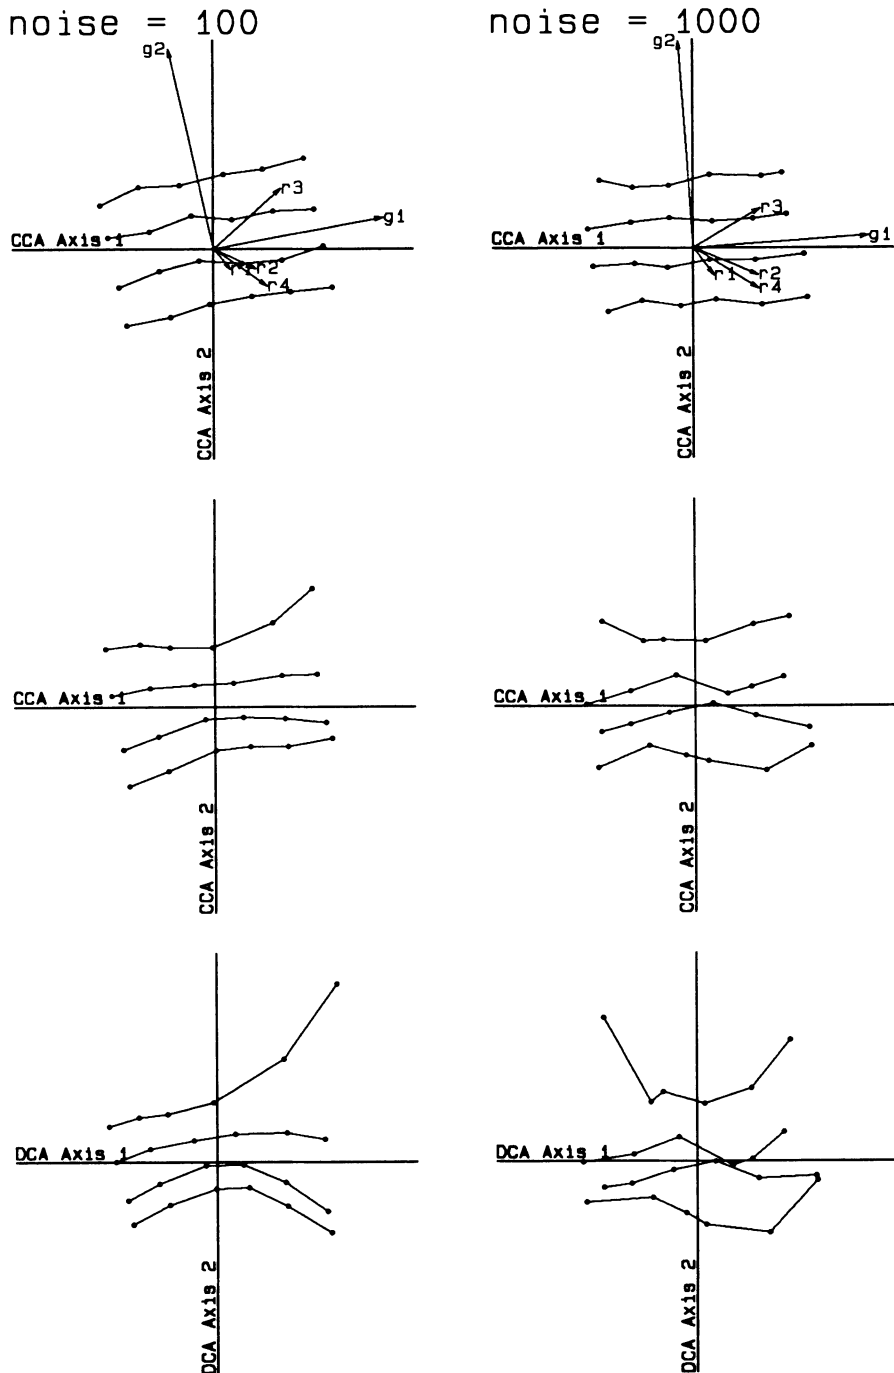 noise = 100
noise = 1000
g2
r3
g1
CCA Axis 1
r1
r2
r4
CCA Axis 2
g2
r3
g1
CCA Axis 1
r1
r2
r4
CCA Axis 2
CCA Axis 1
CCA Axis 2
CCA Axis 1
CCA Axis 2
DCA Axis 1
DCA Axis 2
DCA Axis 1
DCA Axis 2